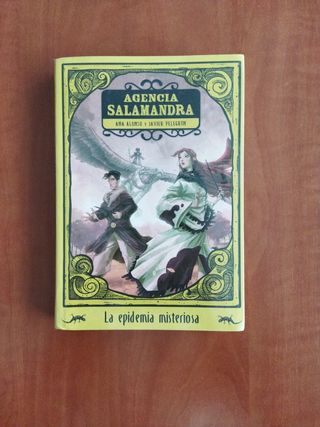 AGENCIA
SALAMANDRA
ANA ALONSO Y JAVIER PELEGRÍN
La epidemia misteriosa